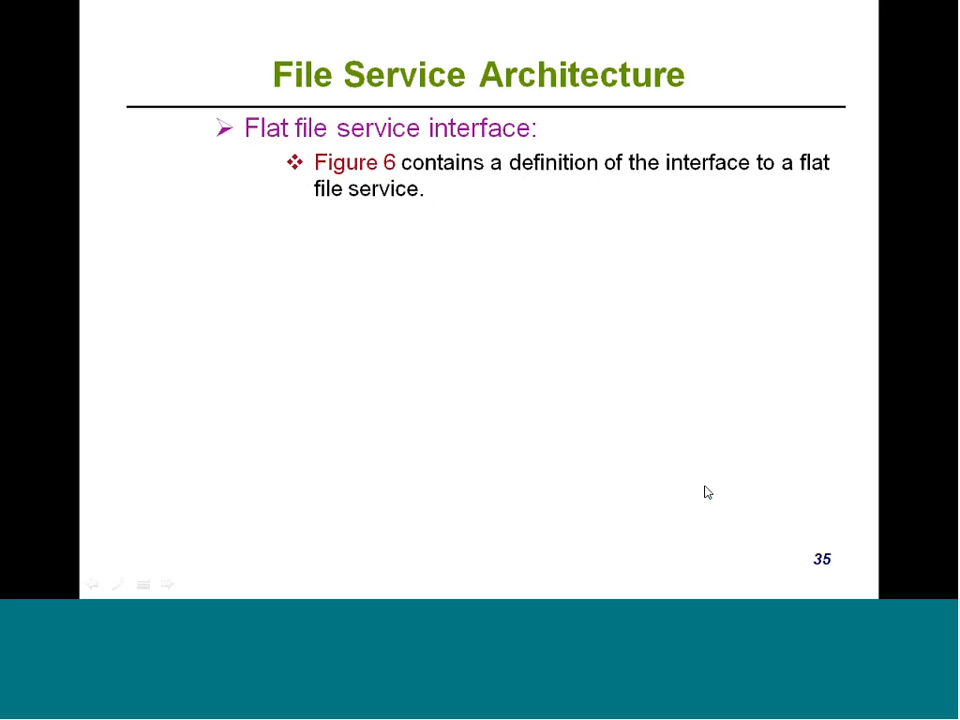 File Service Architecture
Flat file service interface:
Figure 6 contains a definition of the interface to a flat
file service.
35